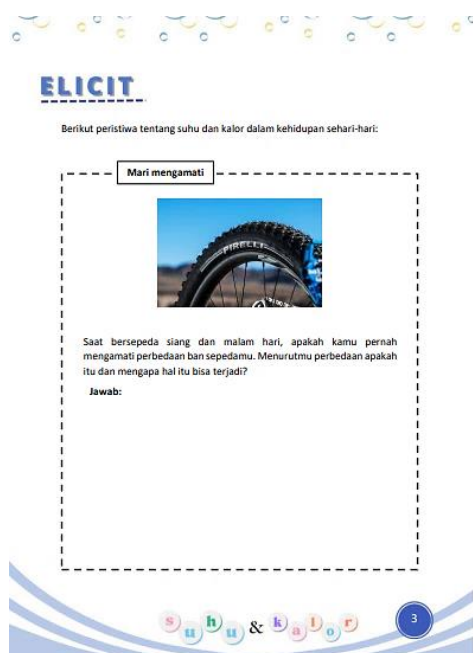 ELICIT
Berikut peristiwa tentang suhu dan kalor dalam kehidupan sehari-hari:
Mari mengamati
PIRELLI
Saat bersepeda siang dan malam hari, apakah kamu pernah
mengamati perbedaan ban sepedamu. Menurutmu perbedaan apakah
itu dan mengapa hal itu bisa terjadi?
Jawab:
suhu & kalor
3